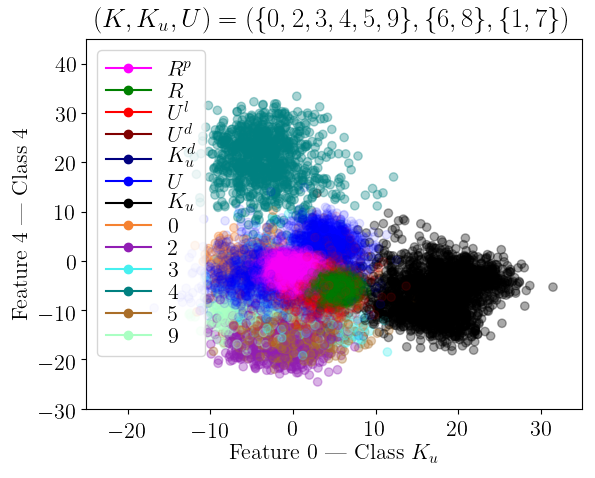 (K, K_u, U) = ({0, 2, 3, 4, 5, 9}, {6, 8}, {1, 7})
R^p
R
U^l
U^d
K_u^d
U
K_u
0
2
3
4
5
9
Feature 4 — Class 4
40
30
20
10
0
−10
−20
−30
−20 −10 0 10 20 30
Feature 0 — Class K_u